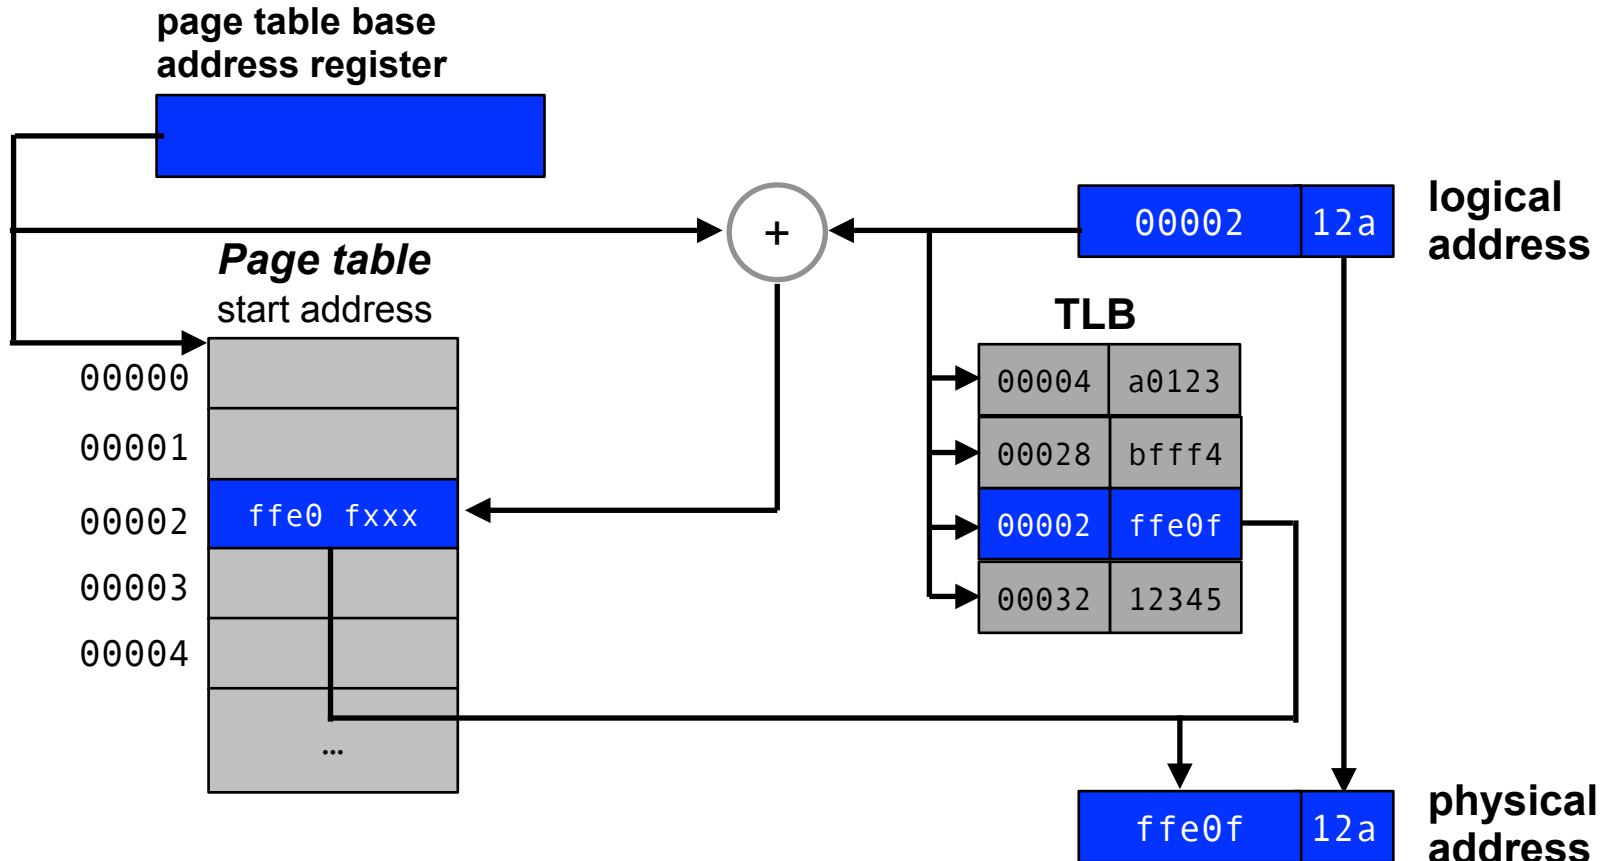 page table base
address register
+
00002 12a
logical
address
Page table
start address
TLB
00000
00001
00002 ffe0 fxxx
00003
00004
...
00004 a0123
00028 bfff4
00002 ffe0f
00032 12345
ffe0f 12a
physical
address